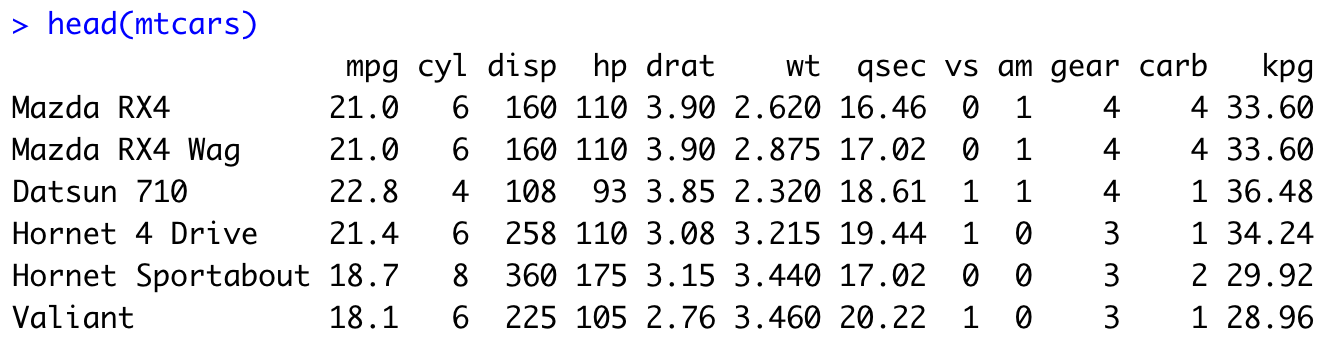 > head(mtcars)
                   mpg cyl disp  hp drat    wt  qsec vs am gear carb   kpg
Mazda RX4         21.0   6  160 110 3.90 2.620 16.46  0  1    4    4 33.60
Mazda RX4 Wag     21.0   6  160 110 3.90 2.875 17.02  0  1    4    4 33.60
Datsun 710        22.8   4  108  93 3.85 2.320 18.61  1  1    4    1 36.48
Hornet 4 Drive    21.4   6  258 110 3.08 3.215 19.44  1  0    3    1 34.24
Hornet Sportabout 18.7   8  360 175 3.15 3.440 17.02  0  0    3    2 29.92
Valiant           18.1   6  225 105 2.76 3.460 20.22  1  0    3    1 28.96